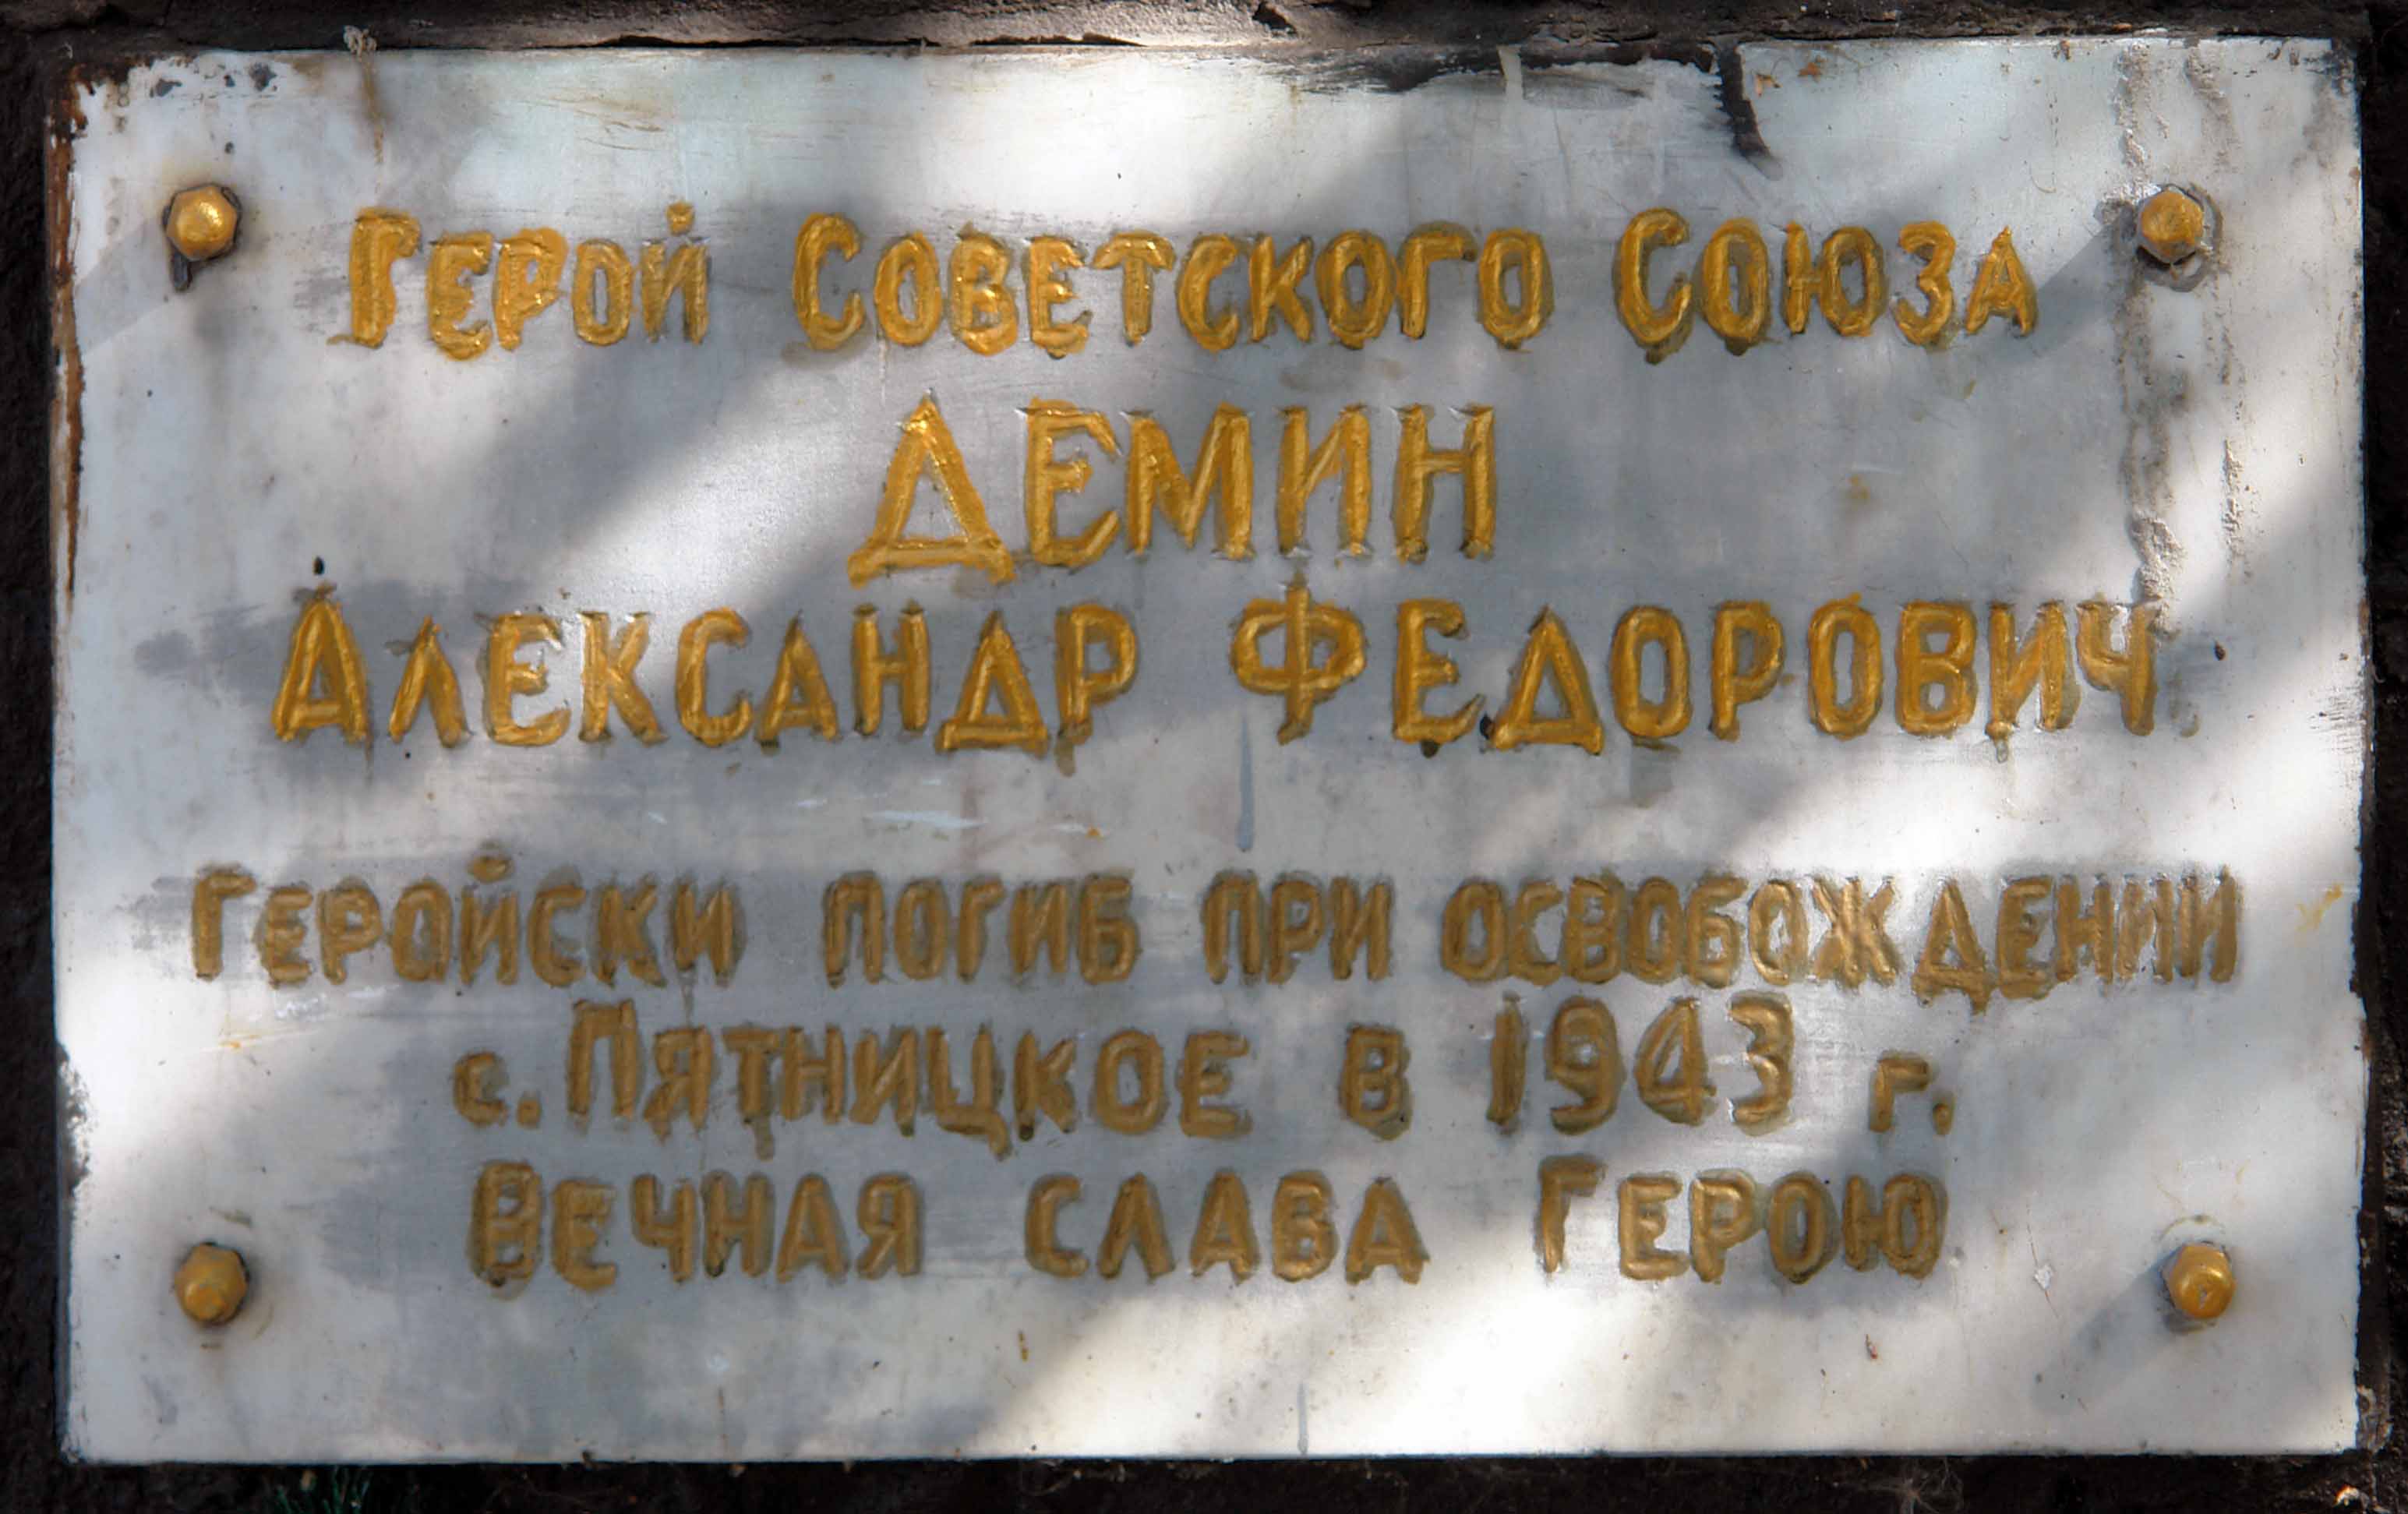 Герой Советского Союза
ДЕМИН
Александр Федорович
Геройски погиб при освобождении
с. Пятницкое в 1943 г.
Вечная слава Герою